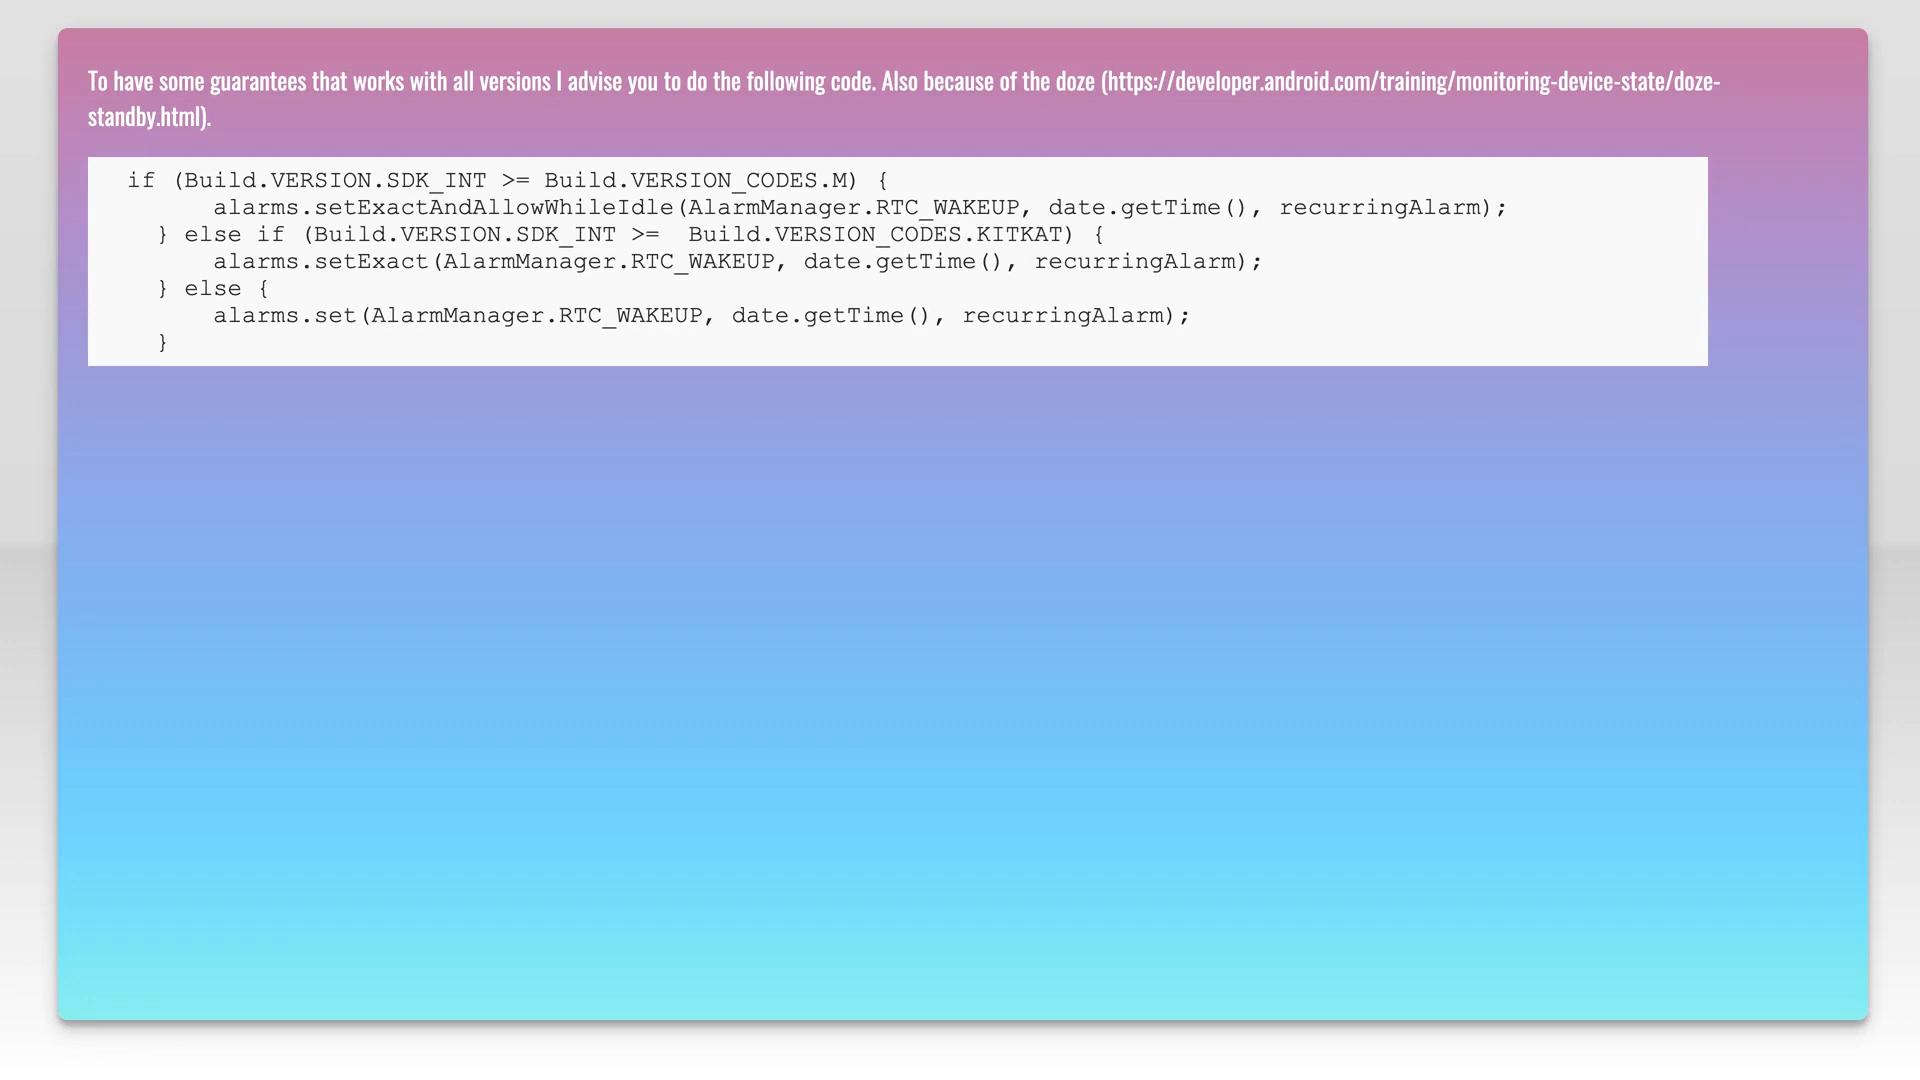 To have some guarantees that works with all versions I advise you to do the following code. Also because of the doze (https://developer.android.com/training/monitoring-device-state/doze-
standby.html).
if (Build.VERSION.SDK_INT >= Build.VERSION_CODES.M) {
      alarms.setExactAndAllowWhileIdle(AlarmManager.RTC_WAKEUP, date.getTime(), recurringAlarm);
  } else if (Build.VERSION.SDK_INT >=  Build.VERSION_CODES.KITKAT) {
      alarms.setExact(AlarmManager.RTC_WAKEUP, date.getTime(), recurringAlarm);
  } else {
      alarms.set(AlarmManager.RTC_WAKEUP, date.getTime(), recurringAlarm);
  }